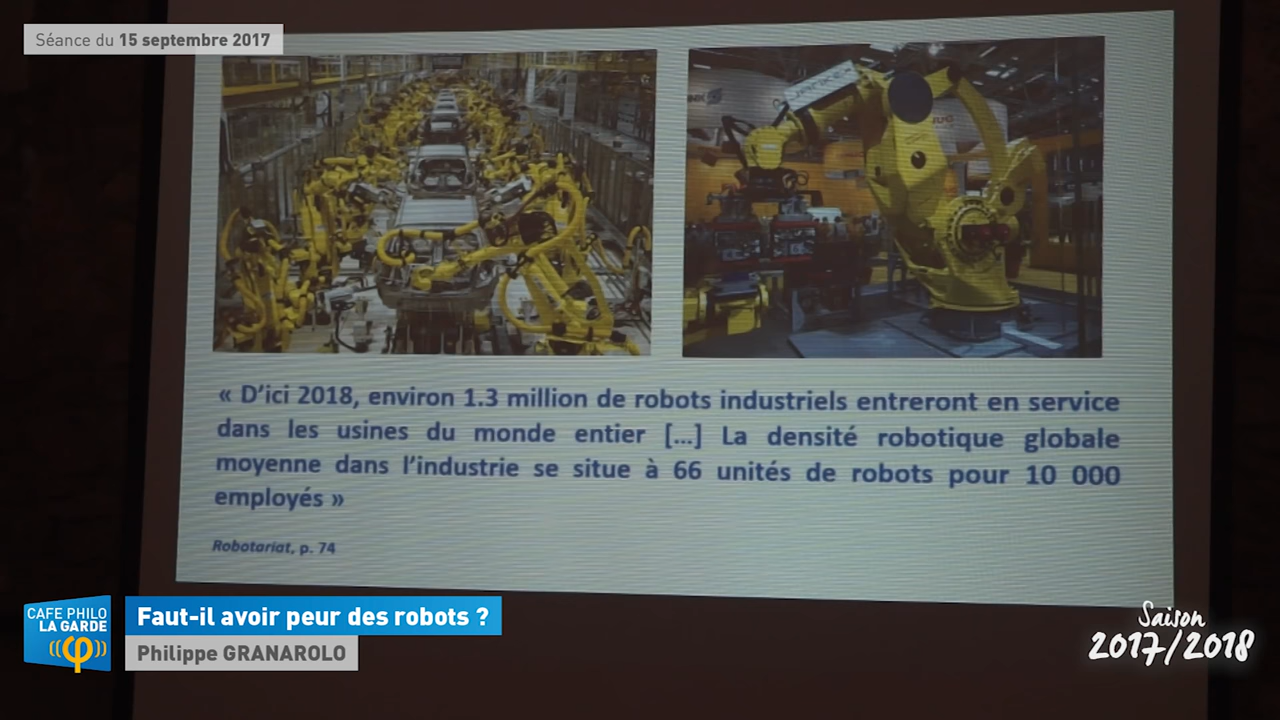 Séance du 15 septembre 2017
« D’ici 2018, environ 1.3 million de robots industriels entreront en service
dans les usines du monde entier [...] La densité robotique globale
moyenne dans l’industrie se situe à 66 unités de robots pour 10 000
employés »
Robotariat, p. 74
CAFE PHILO
LA GARDE
Faut-il avoir peur des robots ?
Philippe GRANAROLO
Saison
2017/2018